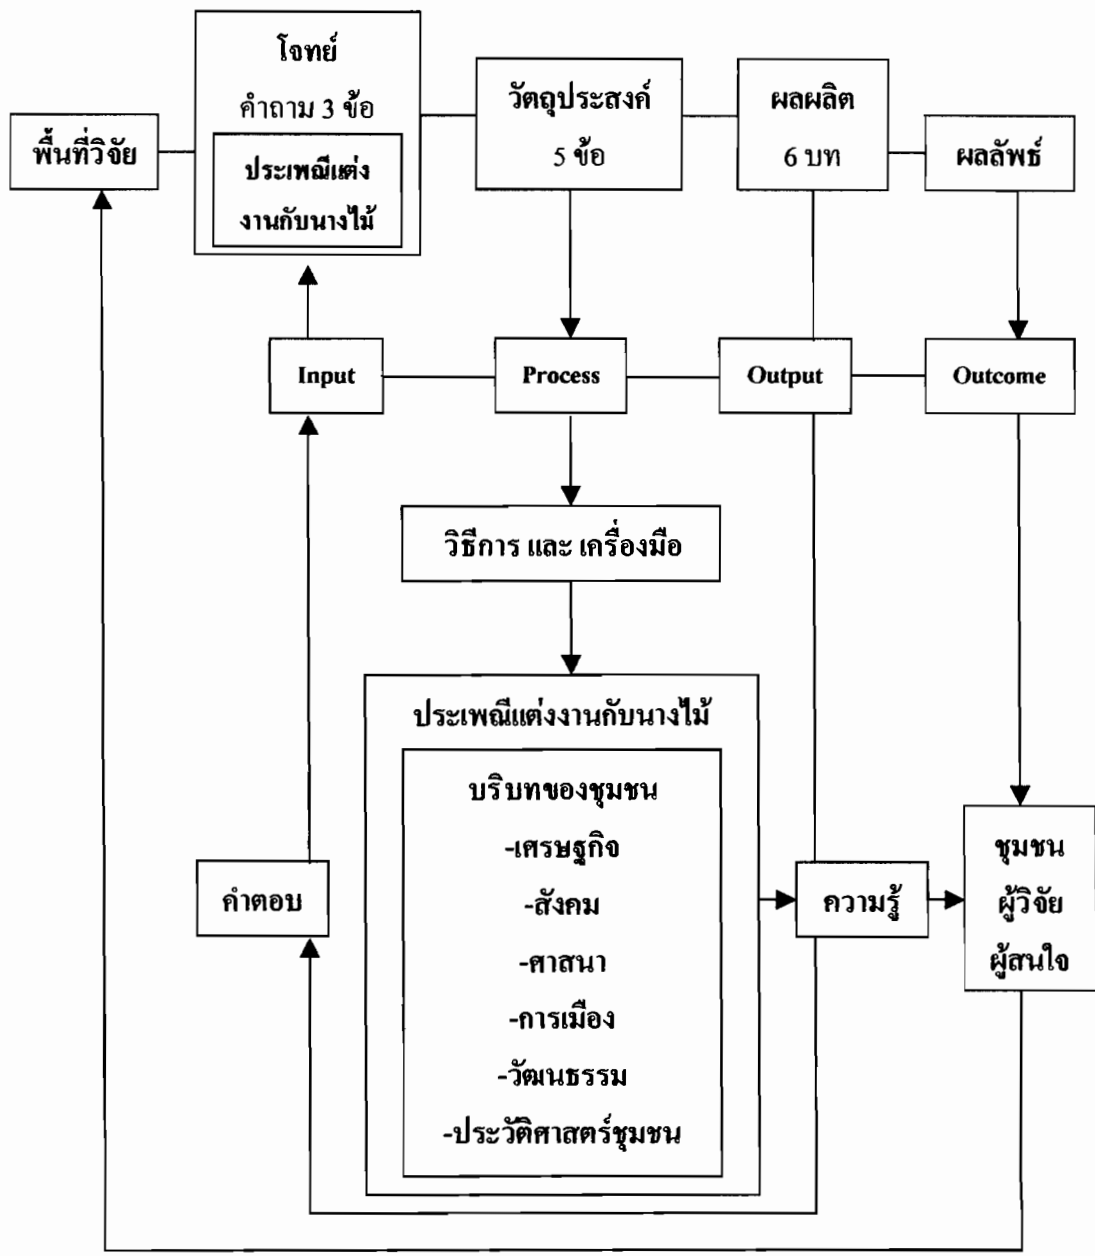 โจทย์
คำถาม 3 ข้อ
ประเพณีแต่ง
งานกับนางไม้
พื้นที่วิจัย
วัตถุประสงค์
5 ข้อ
ผลผลิต
6 บท
ผลลัพธ์
Input
Process
Output
Outcome
วิธีการ และ เครื่องมือ
ประเพณีแต่งงานกับนางไม้
บริบทของชุมชน
-เศรษฐกิจ
-สังคม
-ศาสนา
-การเมือง
-วัฒนธรรม
-ประวัติศาสตร์ชุมชน
คำตอบ
ความรู้
ชุมชน
ผู้วิจัย
ผู้สนใจ